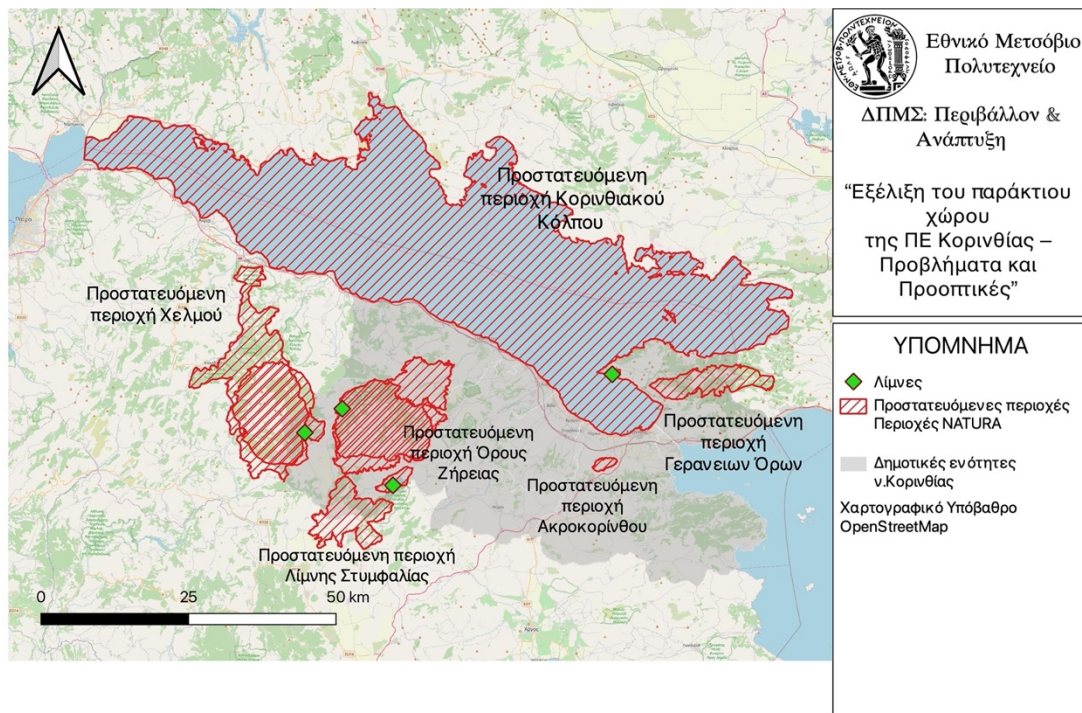 Εθνικό Μετσόβιο
Πολυτεχνείο
ΔΠΜΣ: Περιβάλλον &
Ανάπτυξη
“Εξέλιξη του παράκτιου
χώρου
της ΠΕ Κορινθίας –
Προβλήματα και
Προοπτικές”
Προστατευόμενη
περιοχή Κορινθιακού
Κόλπου
Προστατευόμενη
περιοχή Χελμού
Προστατευόμενη
περιοχή Όρους
Ζήρειας
Προστατευόμενη
περιοχή
Γερανειων Όρων
Προστατευόμενη
περιοχή
Ακροκορίνθου
Προστατευόμενη περιοχή
Λίμνης Στυμφαλίας
0 25 50 km
ΥΠΟΜΝΗΜΑ
Λίμνες
Προστατευόμενες περιοχές
Περιοχές NATURA
Δημοτικές ενότητες
ν.Κορινθίας
Χαρτογραφικό Υπόβαθρο
OpenStreetMap